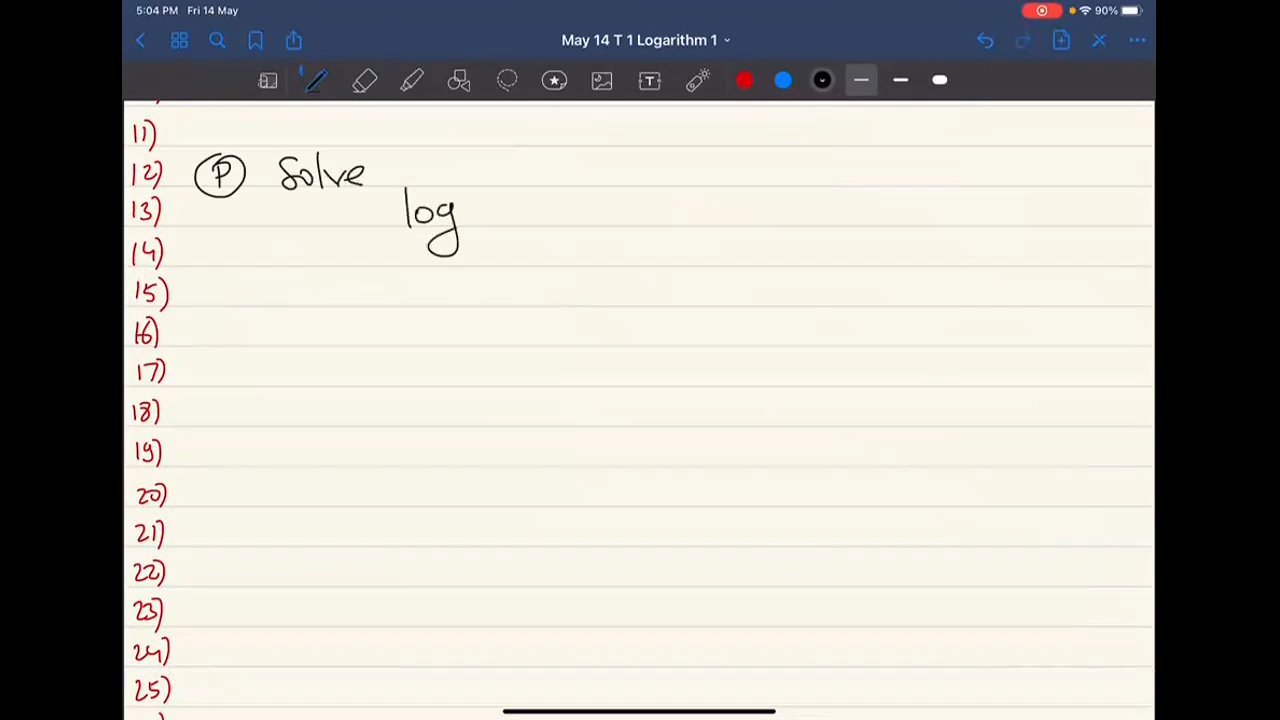 5:04 PM Fri 14 May
90%
May 14 T 1 Logarithm 1
T
11)
12) P Solve
13) log
14)
15)
16)
17)
18)
19)
20)
21)
22)
23)
24)
25)